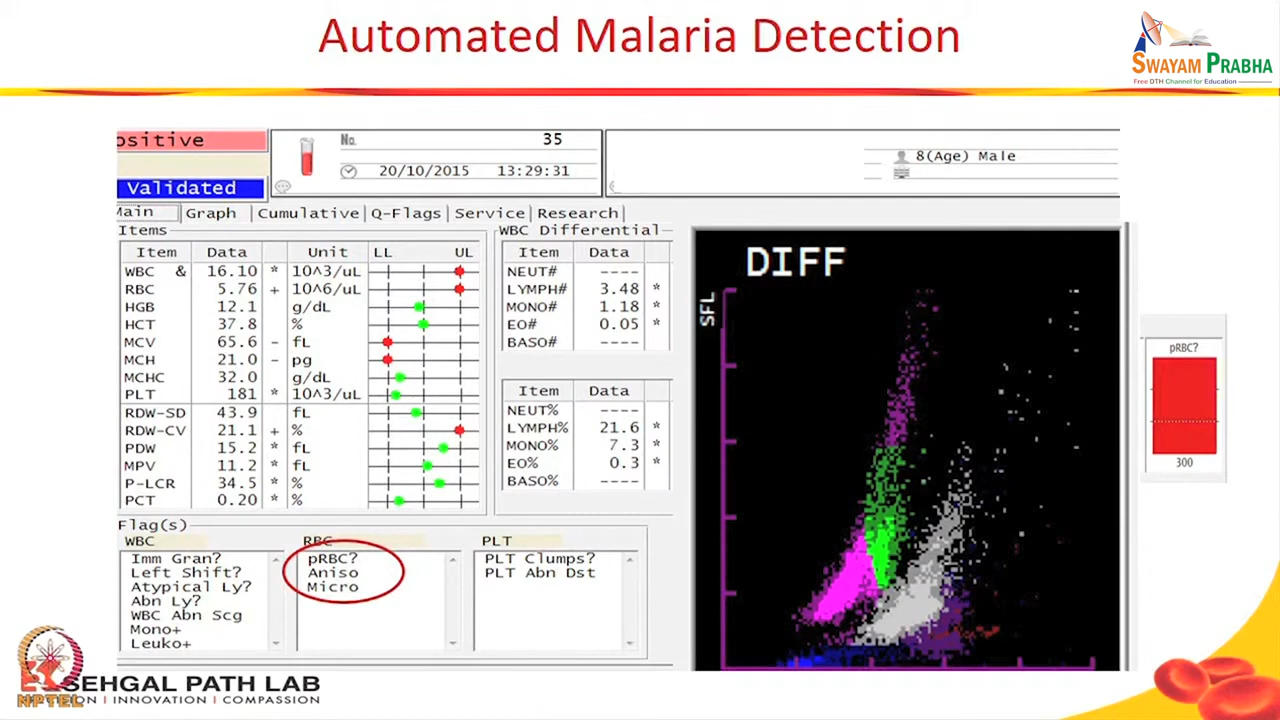 Automated Malaria Detection
SWAYAM PRABHA
Free DTH Channel for Education
ositive
Validated
No. 35
20/10/2015 13:29:31
8(Age) Male
Main Graph Cumulative Q-Flags Service Research
Items
Item Data Unit LL UL
WBC & 16.10 * 10^3/uL
RBC 5.76 + 10^6/uL
HGB 12.1 g/dL
HCT 37.8 %
MCV 65.6 - fL
MCH 21.0 - pg
MCHC 32.0 g/dL
PLT 181 * 10^3/uL
RDW-SD 43.9 fL
RDW-CV 21.1 + %
PDW 15.2 * fL
MPV 11.2 * fL
P-LCR 34.5 * %
PCT 0.20 * %
WBC Differential
Item Data
NEUT# ----
LYMPH# 3.48 *
MONO# 1.18 *
EO# 0.05 *
BASO# ----
Item Data
NEUT% ----
LYMPH% 21.6 *
MONO% 7.3 *
EO% 0.3 *
BASO% ----
DIFF
SFL
pRBC?
300
Flag(s)
WBC
Imm Gran?
Left Shift?
Atypical Ly?
Abn Ly?
WBC Abn Scg
Mono+
Leuko+
RBC
pRBC?
Aniso
Micro
PLT
PLT Clumps?
PLT Abn Dst
SEHGAL PATH LAB
INNOVATION | COMPASSION
NPTEL